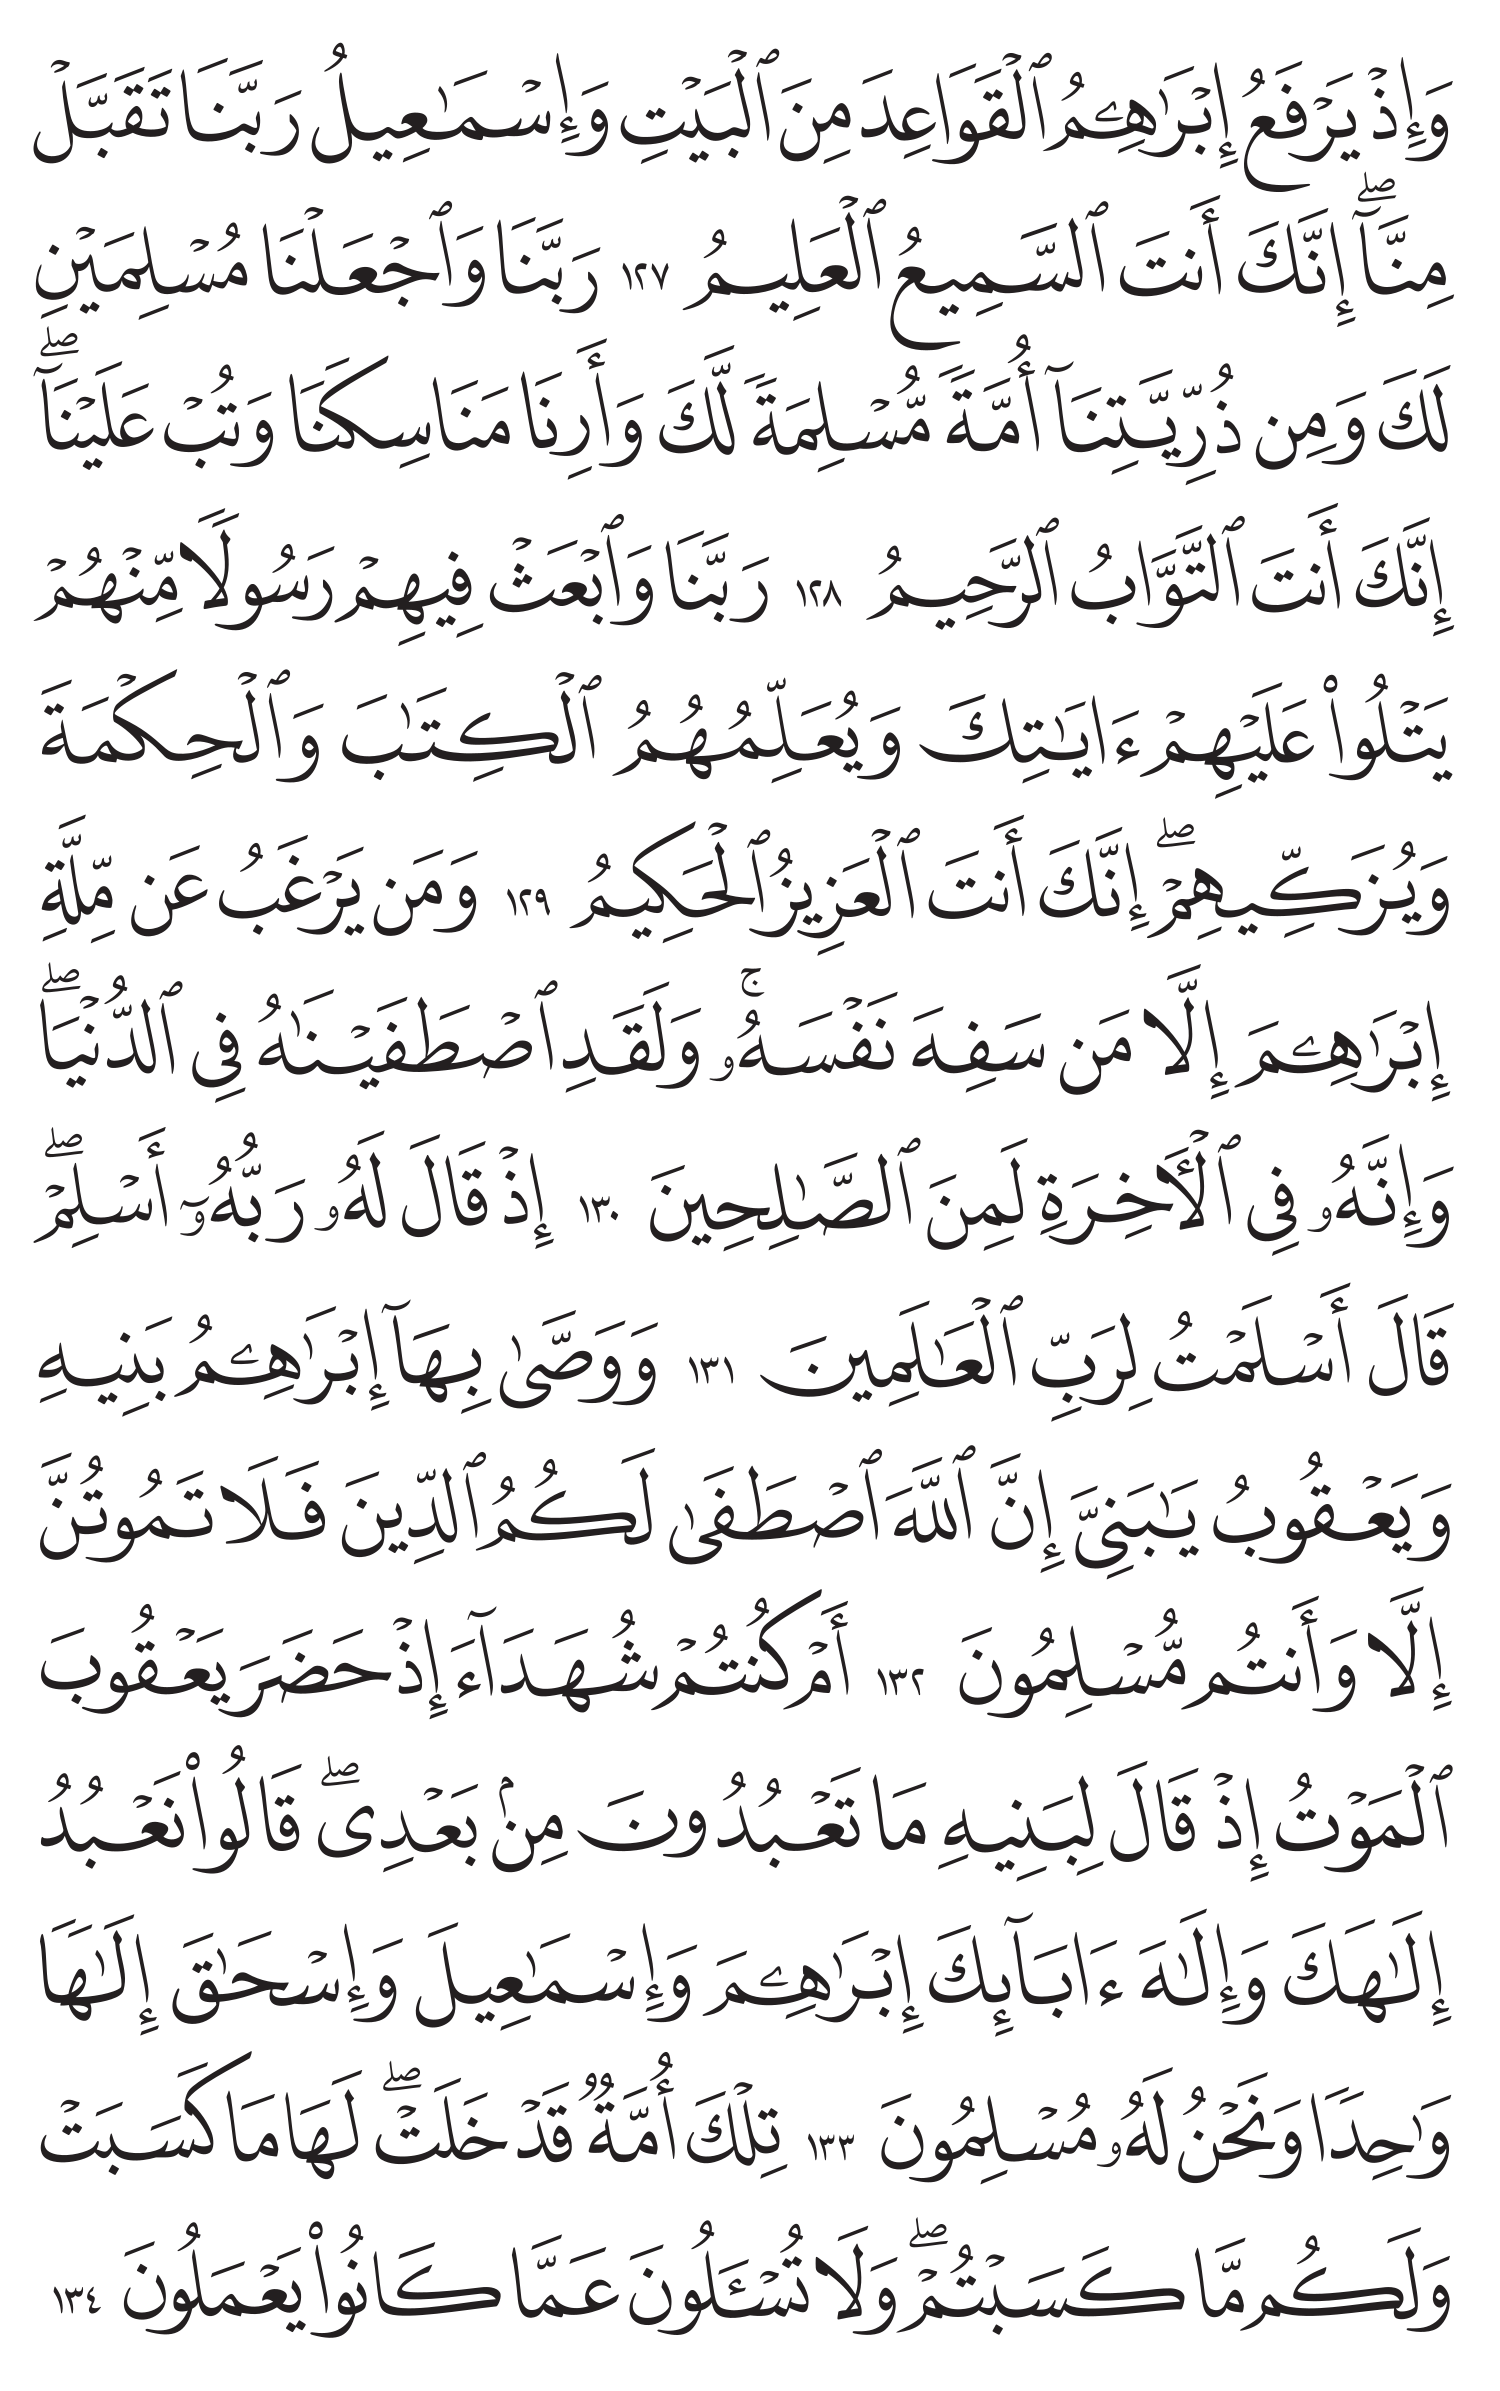 وَإِذۡ يَرۡفَعُ إِبۡرَٰهِـۧمُ ٱلۡقَوَاعِدَ مِنَ ٱلۡبَيۡتِ وَإِسۡمَٰعِيلُ رَبَّنَا تَقَبَّلۡ
مِنَّآۖ إِنَّكَ أَنتَ ٱلسَّمِيعُ ٱلۡعَلِيمُ ١٢٧ رَبَّنَا وَٱجۡعَلۡنَا مُسۡلِمَيۡنِ
لَكَ وَمِن ذُرِّيَّتِنَآ أُمَّةٗ مُّسۡلِمَةٗ لَّكَ وَأَرِنَا مَنَاسِكَنَا وَتُبۡ عَلَيۡنَآۖ
إِنَّكَ أَنتَ ٱلتَّوَّابُ ٱلرَّحِيمُ ١٢٨ رَبَّنَا وَٱبۡعَثۡ فِيهِمۡ رَسُولٗا مِّنۡهُمۡ
يَتۡلُواْ عَلَيۡهِمۡ ءَايَٰتِكَ وَيُعَلِّمُهُمُ ٱلۡكِتَٰبَ وَٱلۡحِكۡمَةَ
وَيُزَكِّيهِمۡۖ إِنَّكَ أَنتَ ٱلۡعَزِيزُ ٱلۡحَكِيمُ ١٢٩ وَمَن يَرۡغَبُ عَن مِّلَّةِ
إِبۡرَٰهِـۧمَ إِلَّا مَن سَفِهَ نَفۡسَهُۥۚ وَلَقَدِ ٱصۡطَفَيۡنَٰهُ فِي ٱلدُّنۡيَاۖ
وَإِنَّهُۥ فِي ٱلۡأٓخِرَةِ لَمِنَ ٱلصَّٰلِحِينَ ١٣٠ إِذۡ قَالَ لَهُۥ رَبُّهُۥٓ أَسۡلِمۡۖ
قَالَ أَسۡلَمۡتُ لِرَبِّ ٱلۡعَٰلَمِينَ ١٣١ وَوَصَّىٰ بِهَآ إِبۡرَٰهِـۧمُ بَنِيهِ
وَيَعۡقُوبُ يَٰبَنِيَّ إِنَّ ٱللَّهَ ٱصۡطَفَىٰ لَكُمُ ٱلدِّينَ فَلَا تَمُوتُنَّ
إِلَّا وَأَنتُم مُّسۡلِمُونَ ١٣٢ أَمۡ كُنتُمۡ شُهَدَآءَ إِذۡ حَضَرَ يَعۡقُوبَ
ٱلۡمَوۡتُ إِذۡ قَالَ لِبَنِيهِ مَا تَعۡبُدُونَ مِنۢ بَعۡدِيۖ قَالُواْ نَعۡبُدُ
إِلَٰهَكَ وَإِلَٰهَ ءَابَآئِكَ إِبۡرَٰهِـۧمَ وَإِسۡمَٰعِيلَ وَإِسۡحَٰقَ إِلَٰهٗا
وَٰحِدٗا وَنَحۡنُ لَهُۥ مُسۡلِمُونَ ١٣٣ تِلۡكَ أُمَّةٞ قَدۡ خَلَتۡۖ لَهَا مَا كَسَبَتۡ
وَلَكُم مَّا كَسَبۡتُمۡۖ وَلَا تُسۡـَٔلُونَ عَمَّا كَانُواْ يَعۡمَلُونَ ١٣٤